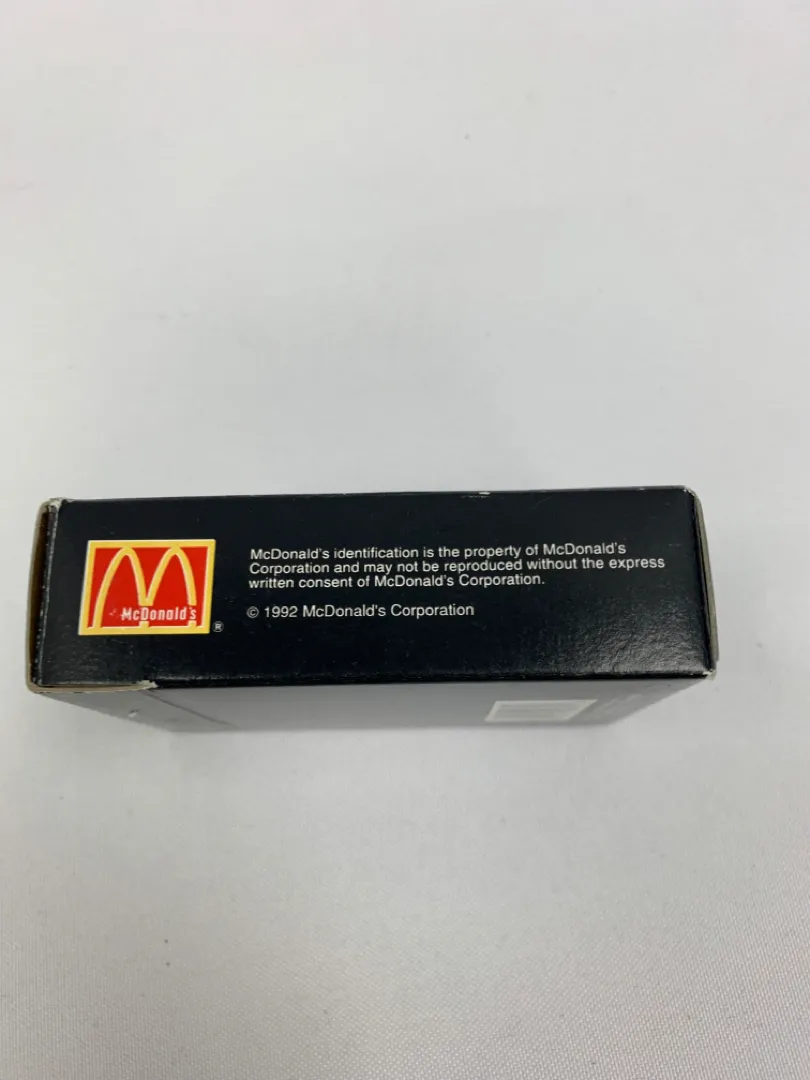 McDonald's
®
McDonald's identification is the property of McDonald's
Corporation and may not be reproduced without the express
written consent of McDonald's Corporation.
© 1992 McDonald's Corporation